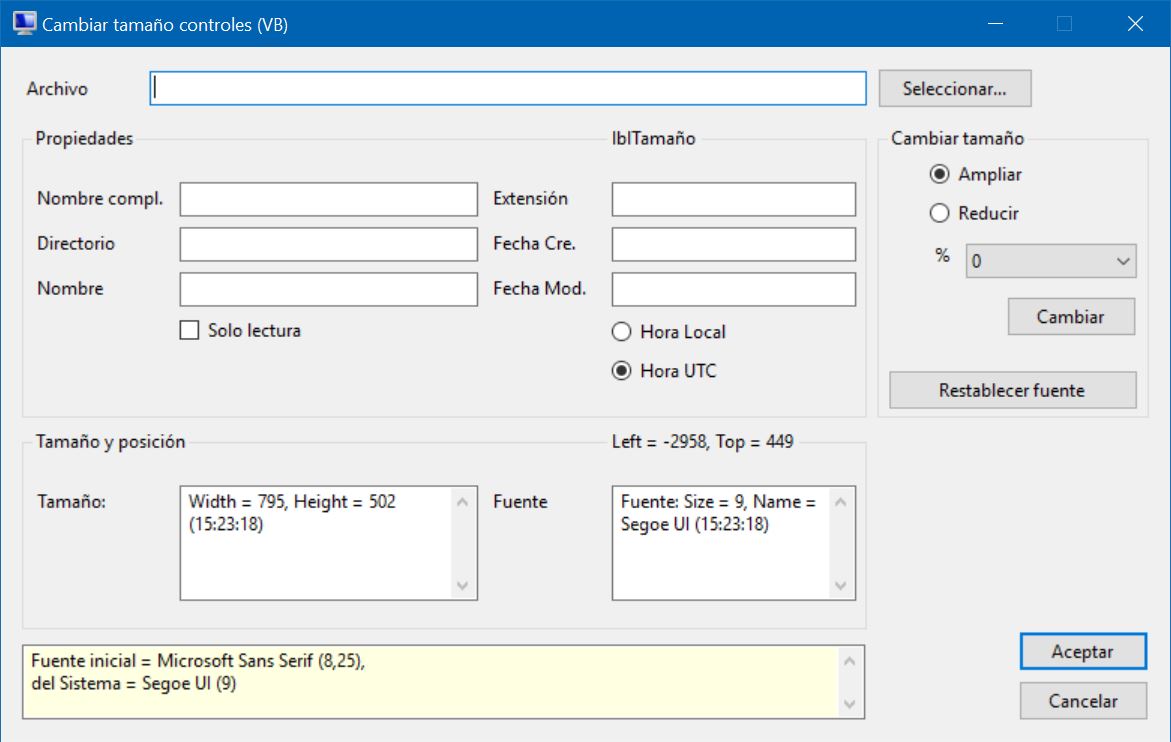 Cambiar tamaño controles (VB)
Archivo
Seleccionar...
Propiedades
lblTamaño
Cambiar tamaño
Nombre compl.
Extensión
Ampliar
Directorio
Fecha Cre.
Reducir
Nombre
Fecha Mod.
% 0
Solo lectura
Hora Local
Cambiar
Hora UTC
Restablecer fuente
Tamaño y posición
Left = -2958, Top = 449
Tamaño:
Width = 795, Height = 502
(15:23:18)
Fuente
Fuente: Size = 9, Name =
Segoe UI (15:23:18)
Fuente inicial = Microsoft Sans Serif (8,25),
del Sistema = Segoe UI (9)
Aceptar
Cancelar